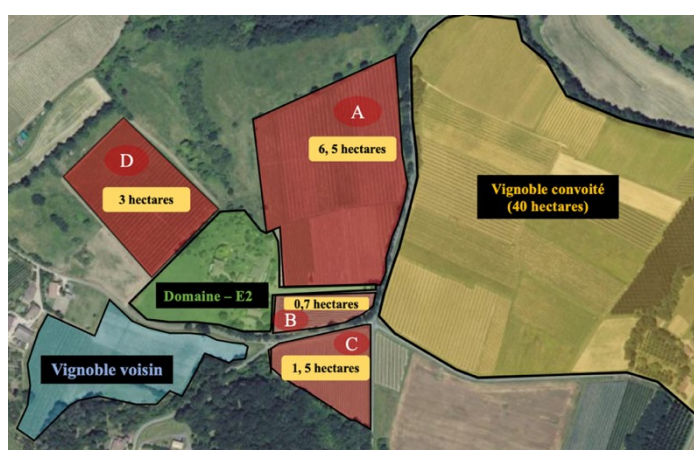 A
6, 5 hectares
D
3 hectares
Vignoble convoité
(40 hectares)
Domaine – E2
0,7 hectares
B
C
1, 5 hectares
Vignoble voisin